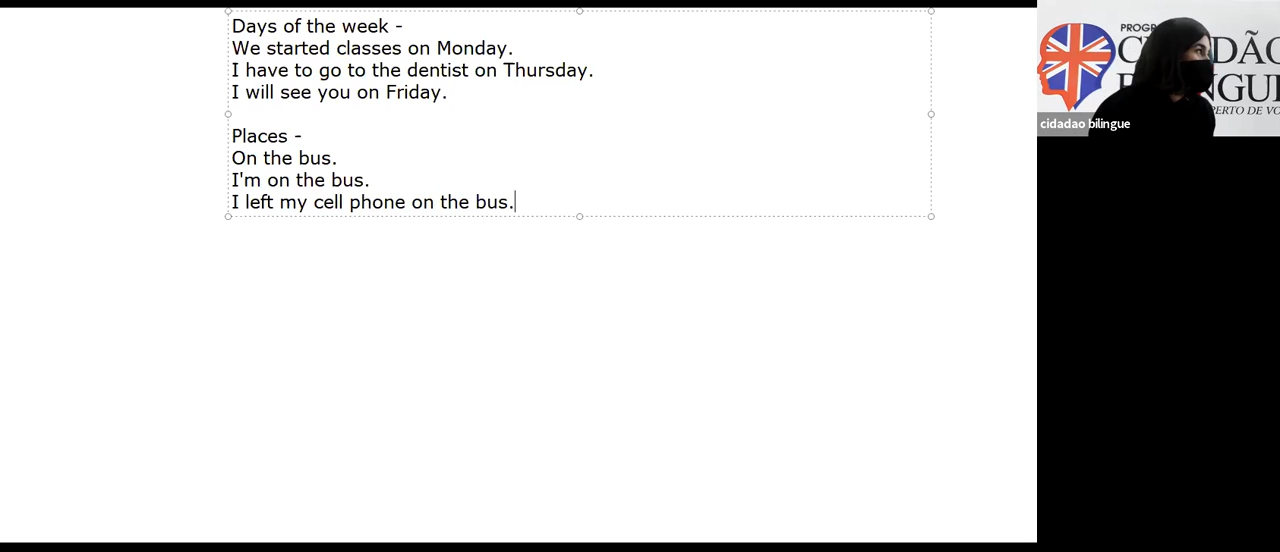 Days of the week -
We started classes on Monday.
I have to go to the dentist on Thursday.
I will see you on Friday.
Places -
On the bus.
I'm on the bus.
I left my cell phone on the bus.
cidadao bilingue